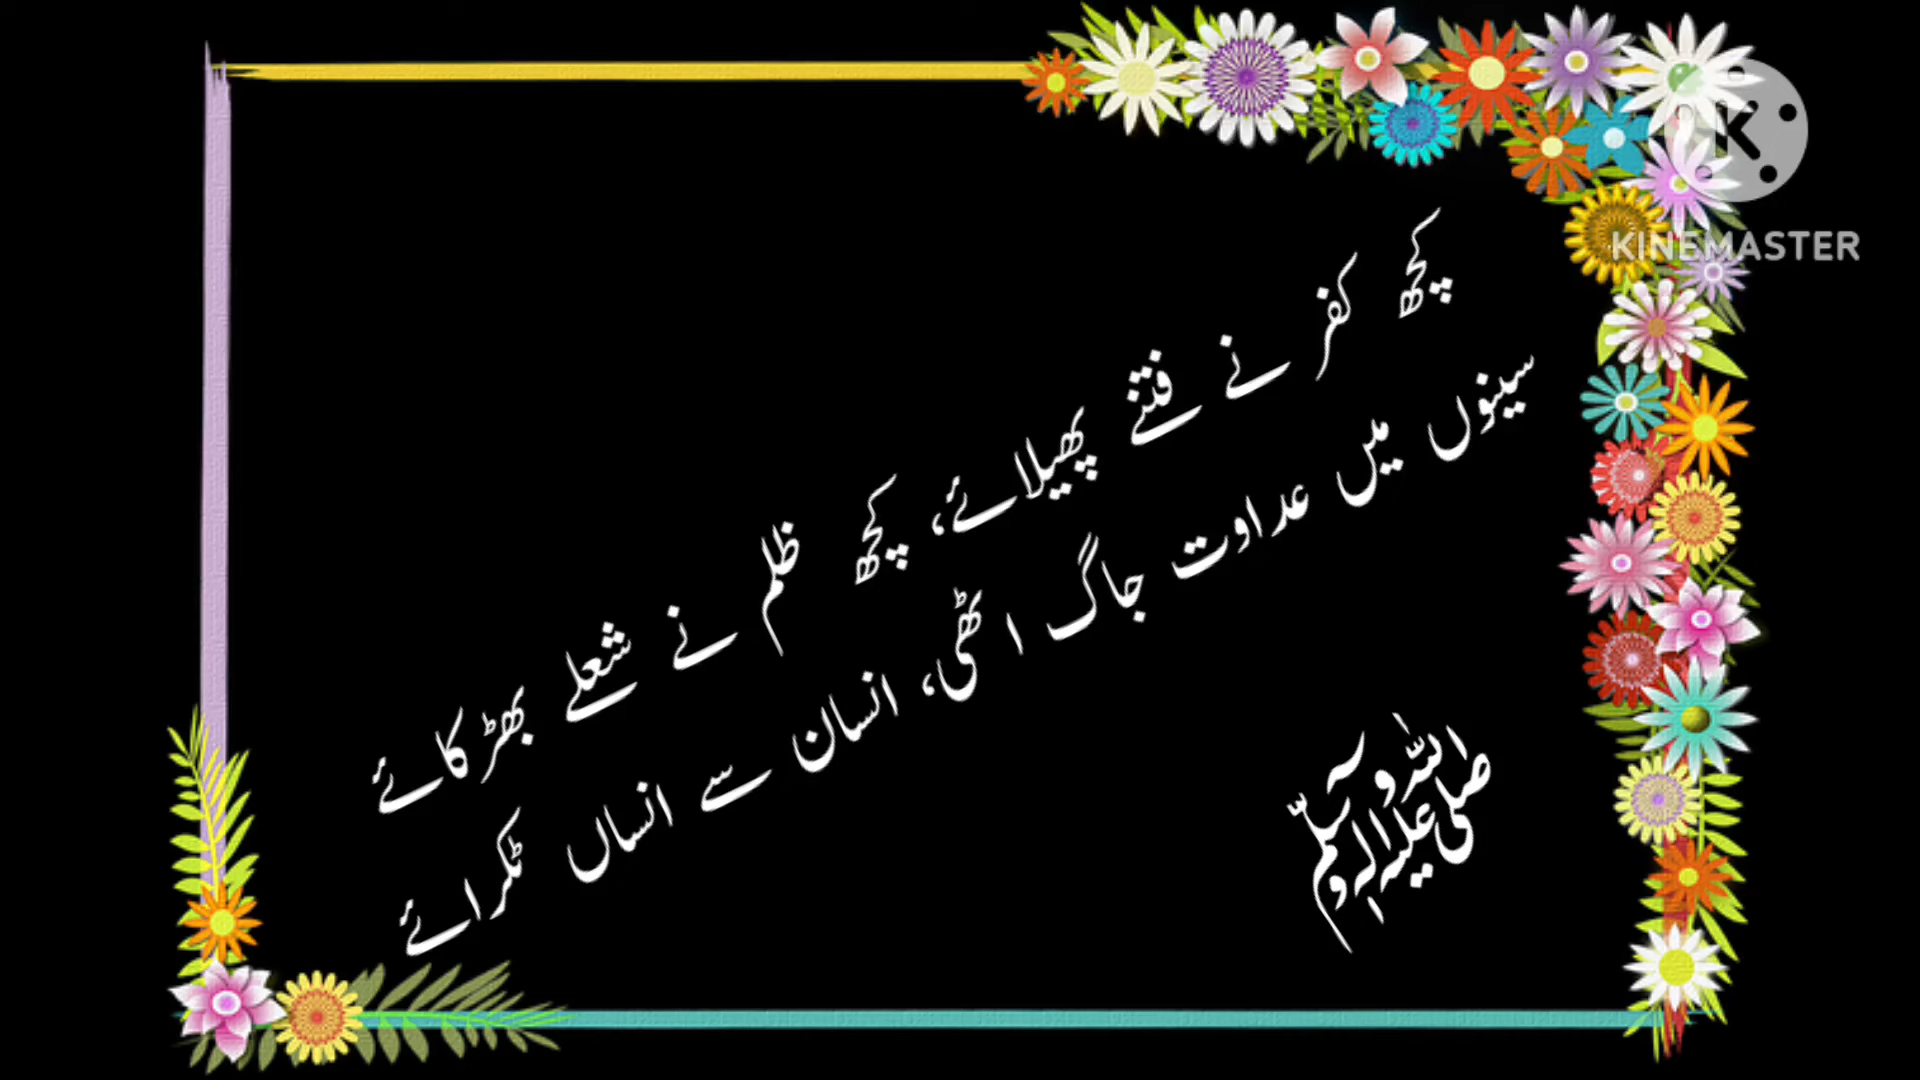 KINEMASTER
کچھ کفر نے فتنے پھیلائے، کچھ ظلم نے شعلے بھڑکائے
سینوں میں عداوت جاگ اٹھی، انسان سے انساں ٹکرائے
صلی اللہ علیہ وآلہ وسلم